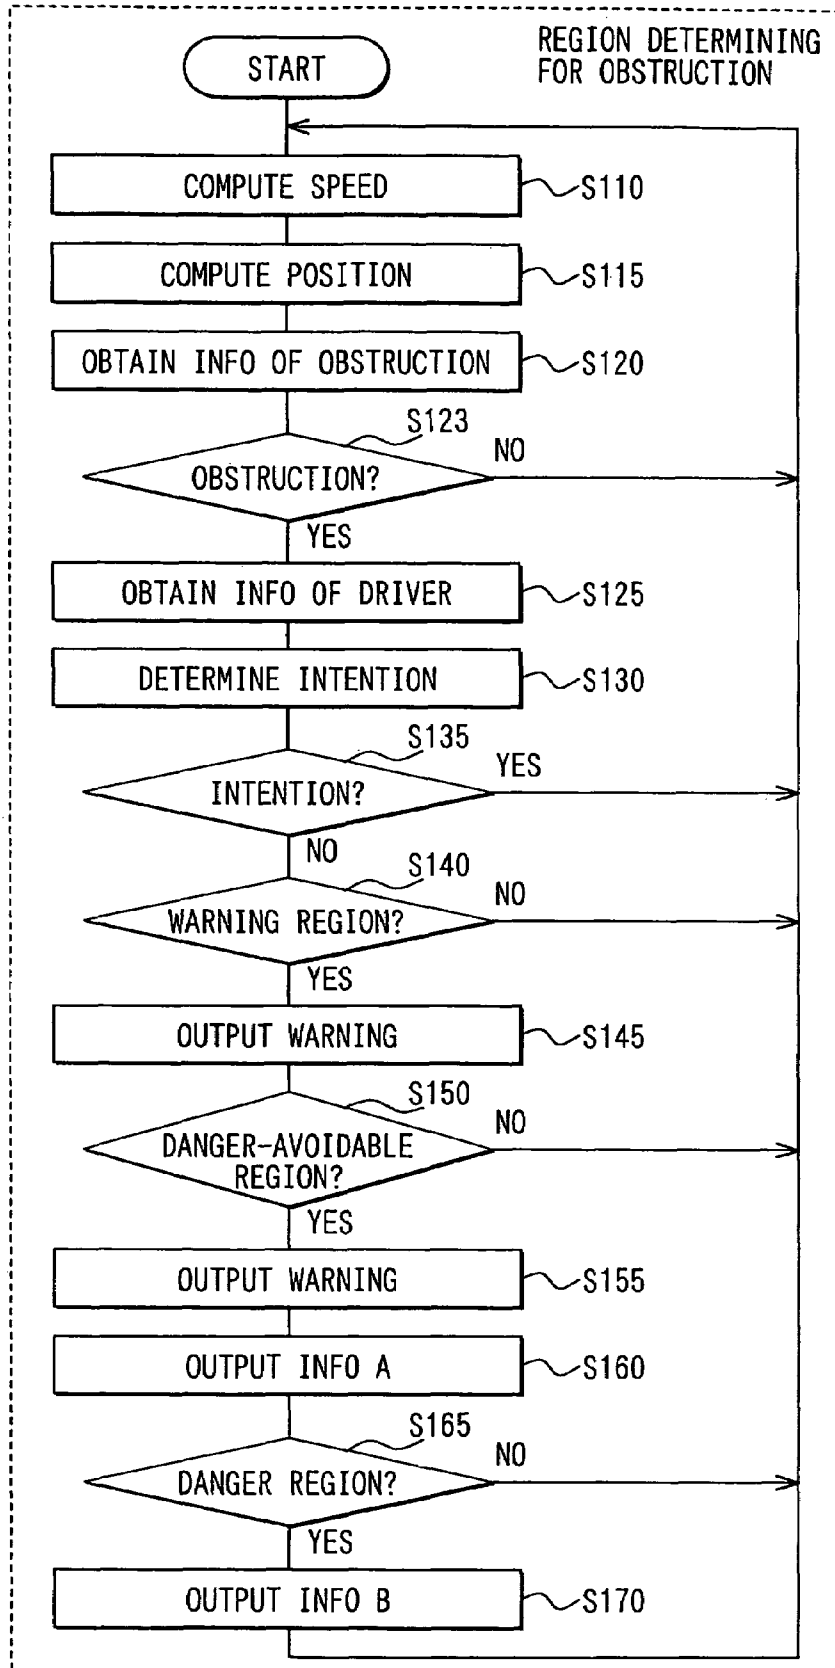 REGION DETERMINING
FOR OBSTRUCTION
START
COMPUTE SPEED
S110
COMPUTE POSITION
S115
OBTAIN INFO OF OBSTRUCTION
S120
S123
OBSTRUCTION?
NO
YES
OBTAIN INFO OF DRIVER
S125
DETERMINE INTENTION
S130
S135
INTENTION?
YES
NO
S140
WARNING REGION?
NO
YES
OUTPUT WARNING
S145
S150
DANGER-AVOIDABLE
REGION?
NO
YES
OUTPUT WARNING
S155
OUTPUT INFO A
S160
S165
DANGER REGION?
NO
YES
OUTPUT INFO B
S170